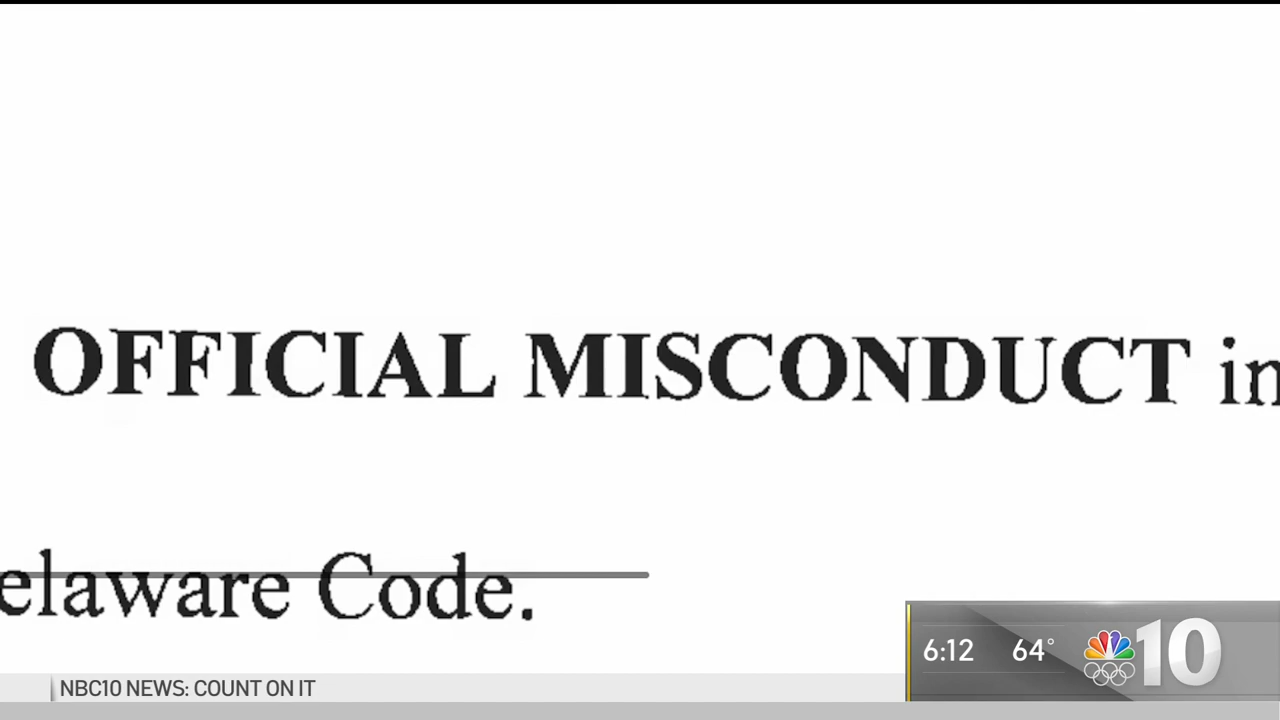 OFFICIAL MISCONDUCT in
elaware Code.
6:12 64° 10
NBC10 NEWS: COUNT ON IT